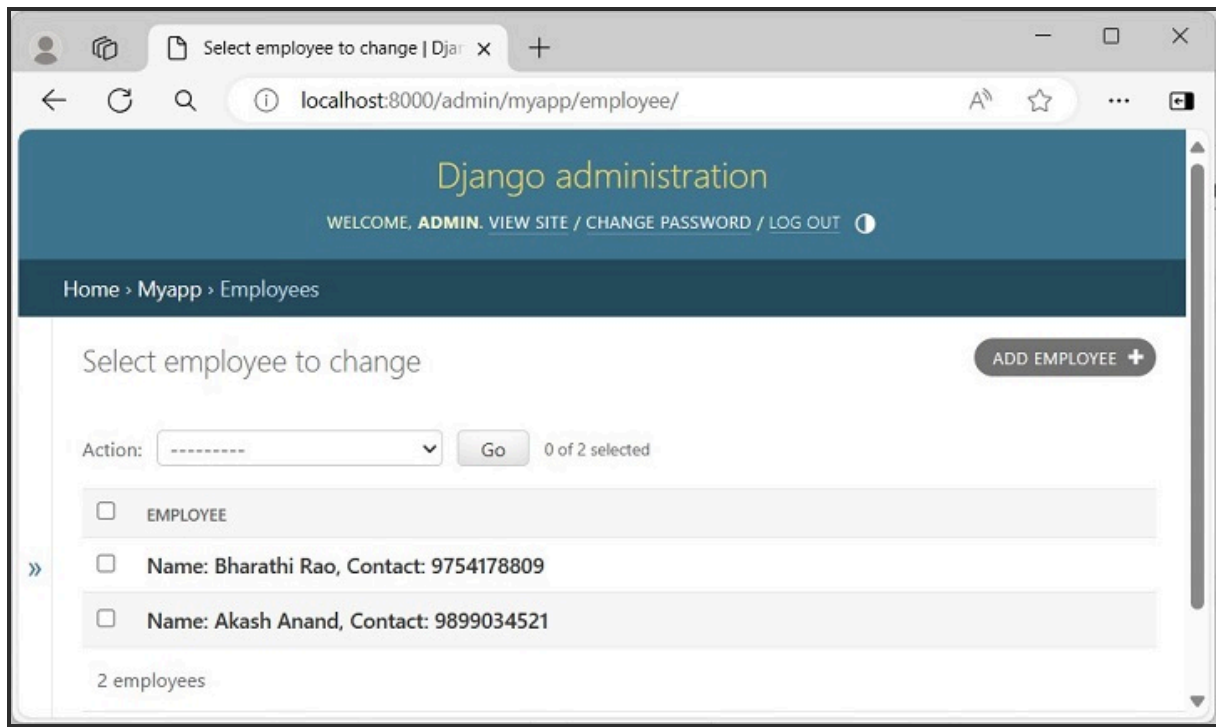 Select employee to change | Djan
localhost:8000/admin/myapp/employee/
Django administration
WELCOME, ADMIN. VIEW SITE / CHANGE PASSWORD / LOG OUT
Home › Myapp › Employees
Select employee to change
ADD EMPLOYEE +
Action: --------- Go 0 of 2 selected
EMPLOYEE
Name: Bharathi Rao, Contact: 9754178809
»
Name: Akash Anand, Contact: 9899034521
2 employees